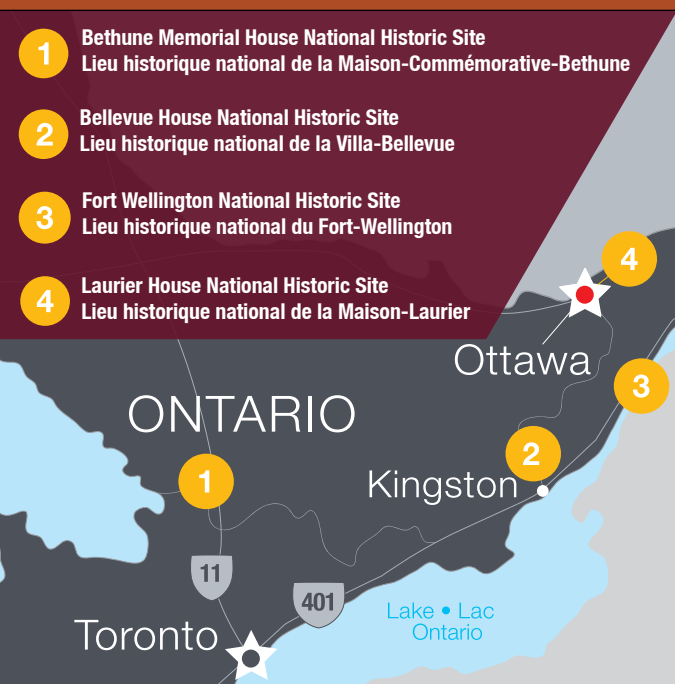 1
Bethune Memorial House National Historic Site
Lieu historique national de la Maison-Commémorative-Bethune
2
Bellevue House National Historic Site
Lieu historique national de la Villa-Bellevue
3
Fort Wellington National Historic Site
Lieu historique national du Fort-Wellington
4
Laurier House National Historic Site
Lieu historique national de la Maison-Laurier
4
Ottawa
3
ONTARIO
2
1
Kingston
11
401
Lake • Lac
Ontario
Toronto